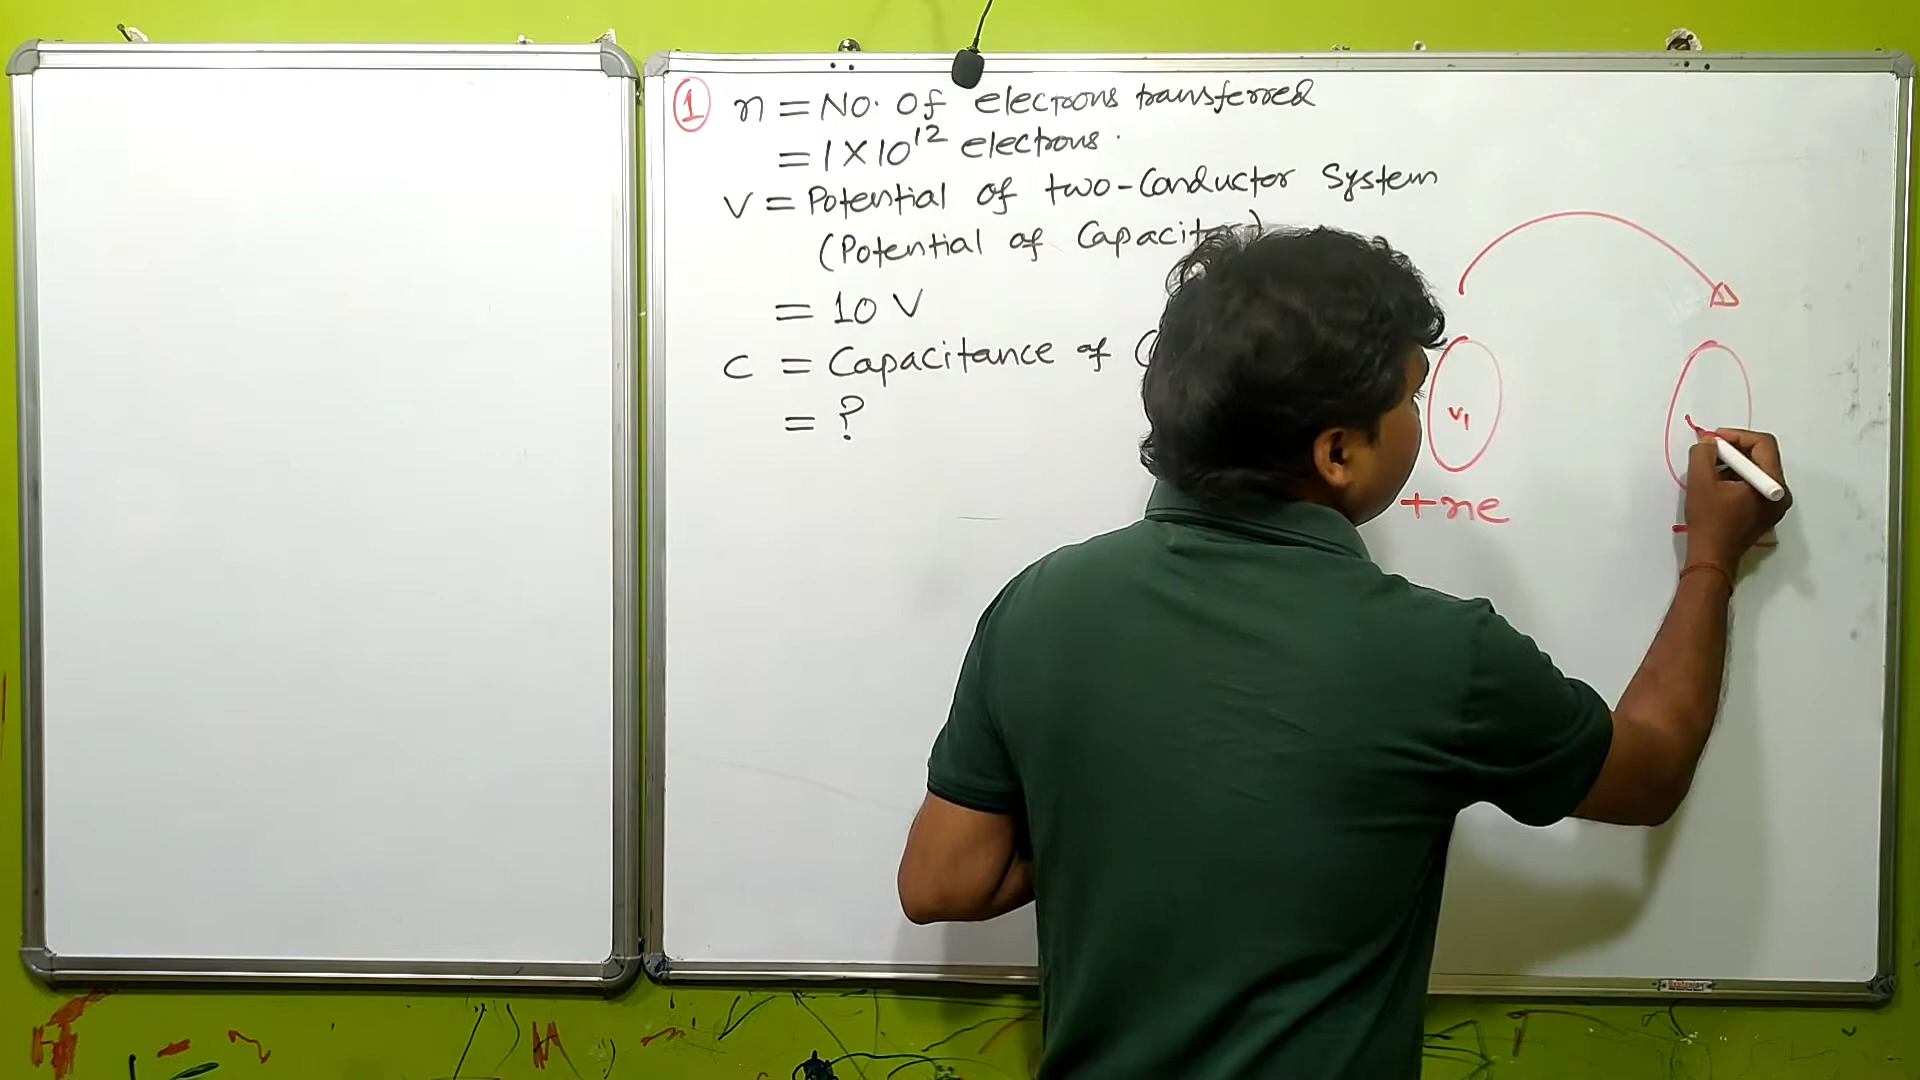 ① n = No. of electrons transferred
= 1 X 10¹² electrons.
V = Potential of two-Conductor System
(Potential of Capacitor)
= 10 V
C = Capacitance of
= ?
V₁
+ne
-